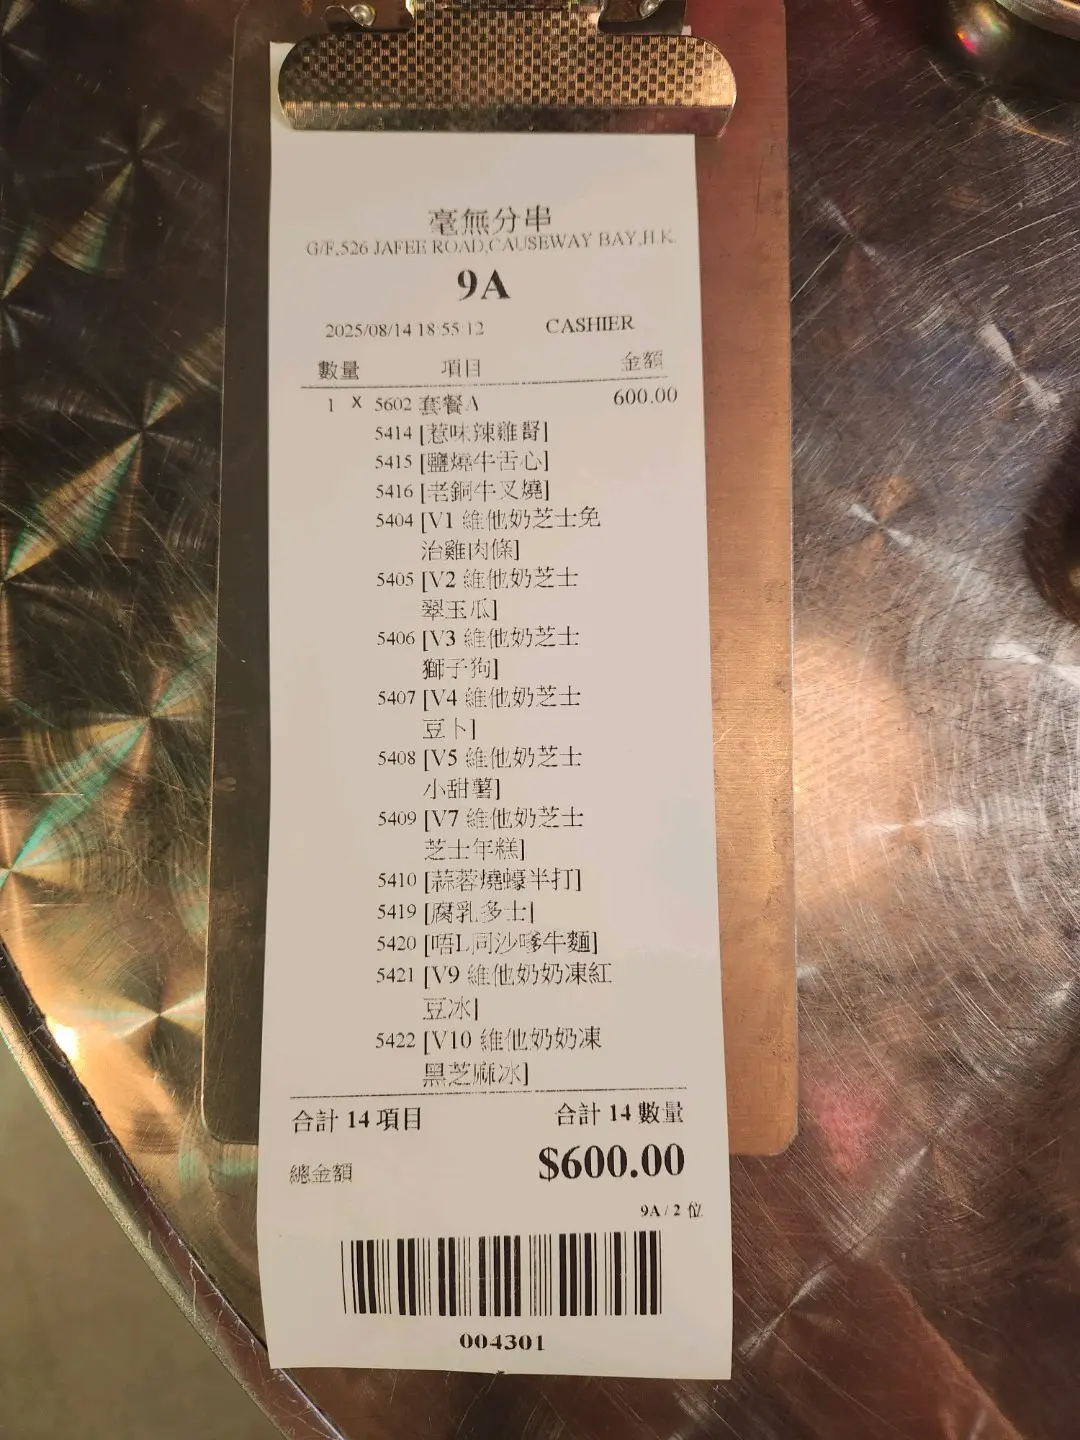 毫無分串
G/F,526 JAFEE ROAD,CAUSEWAY BAY,H.K.
9A
2025/08/14 18:55:12 CASHIER
數量 項目 金額
1 X 5602 套餐A 600.00
5414 [惹味辣雞髀]
5415 [鹽燒牛舌心]
5416 [老銅牛叉燒]
5404 [V1 維他奶芝士免
治雞肉條]
5405 [V2 維他奶芝士
翠玉瓜]
5406 [V3 維他奶芝士
獅子狗]
5407 [V4 維他奶芝士
豆卜]
5408 [V5 維他奶芝士
小甜薯]
5409 [V7 維他奶芝士
芝士年糕]
5410 [蒜蓉燒蠔半打]
5419 [腐乳多士]
5420 [唔L同沙嗲牛麵]
5421 [V9 維他奶奶凍紅
豆冰]
5422 [V10 維他奶奶凍
黑芝麻冰]
合計 14 項目 合計 14 數量
總金額 $600.00
9A / 2 位
004301